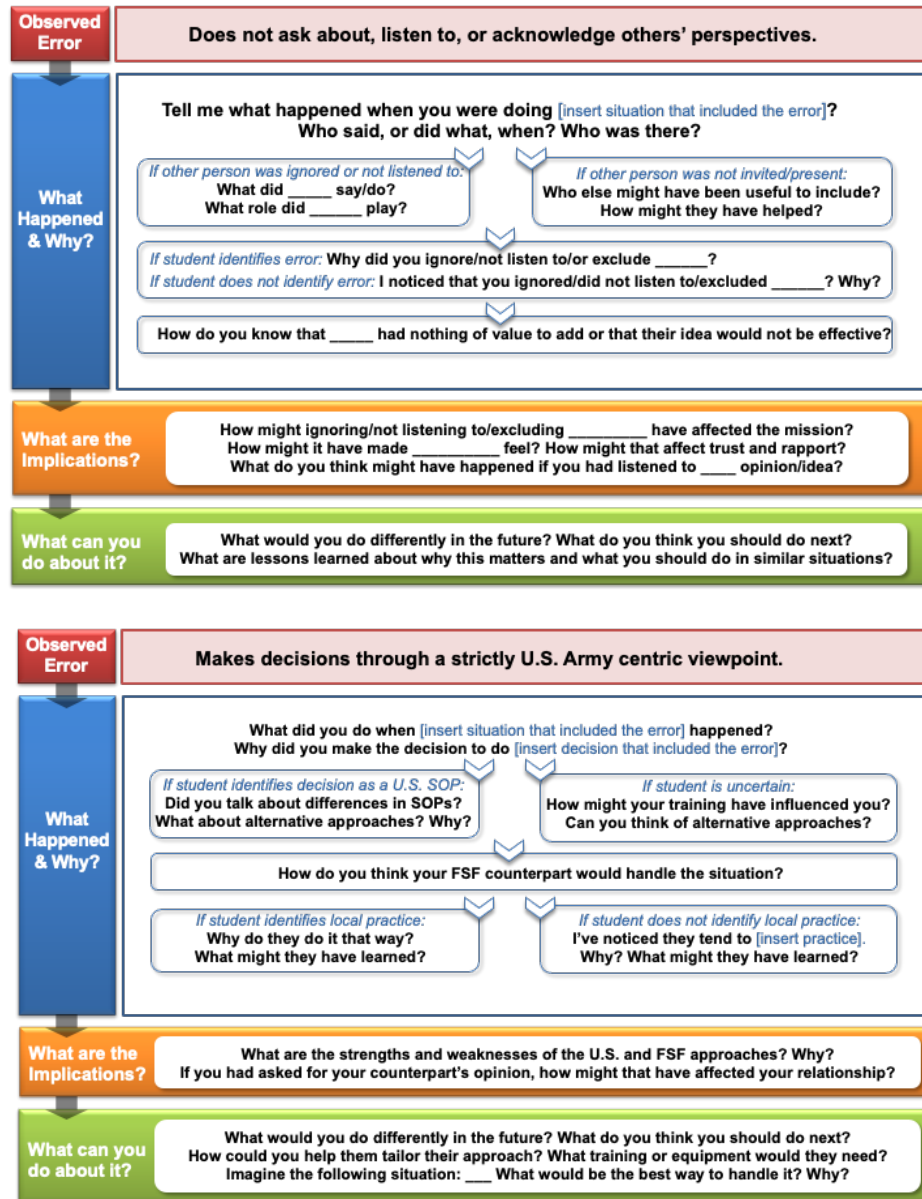 Observed
Error
Does not ask about, listen to, or acknowledge others’ perspectives.
What
Happened
& Why?
Tell me what happened when you were doing [insert situation that included the error]?
Who said, or did what, when? Who was there?
If other person was ignored or not listened to:
What did _____ say/do?
What role did ______ play?
If other person was not invited/present:
Who else might have been useful to include?
How might they have helped?
If student identifies error: Why did you ignore/not listen to/or exclude ______?
If student does not identify error: I noticed that you ignored/did not listen to/excluded ______? Why?
How do you know that _____ had nothing of value to add or that their idea would not be effective?
What are the
Implications?
How might ignoring/not listening to/excluding _________ have affected the mission?
How might it have made __________ feel? How might that affect trust and rapport?
What do you think might have happened if you had listened to ____ opinion/idea?
What can you
do about it?
What would you do differently in the future? What do you think you should do next?
What are lessons learned about why this matters and what you should do in similar situations?
Observed
Error
Makes decisions through a strictly U.S. Army centric viewpoint.
What
Happened
& Why?
What did you do when [insert situation that included the error] happened?
Why did you make the decision to do [insert decision that included the error]?
If student identifies decision as a U.S. SOP:
Did you talk about differences in SOPs?
What about alternative approaches? Why?
If student is uncertain:
How might your training have influenced you?
Can you think of alternative approaches?
How do you think your FSF counterpart would handle the situation?
If student identifies local practice:
Why do they do it that way?
What might they have learned?
If student does not identify local practice:
I’ve noticed they tend to [insert practice].
Why? What might they have learned?
What are the
Implications?
What are the strengths and weaknesses of the U.S. and FSF approaches? Why?
If you had asked for your counterpart’s opinion, how might that have affected your relationship?
What can you
do about it?
What would you do differently in the future? What do you think you should do next?
How could you help them tailor their approach? What training or equipment would they need?
Imagine the following situation: ___ What would be the best way to handle it? Why?